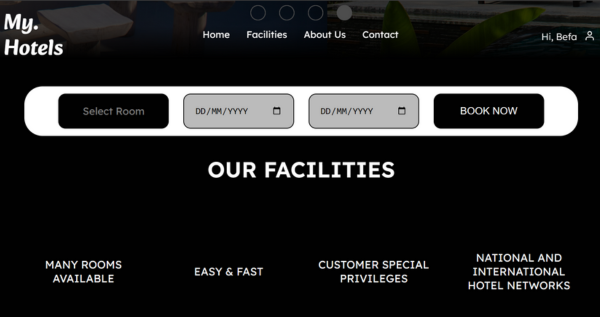 My.
Hotels
Home Facilities About Us Contact
Hi, Befa
Select Room DD/MM/YYYY DD/MM/YYYY BOOK NOW
OUR FACILITIES
MANY ROOMS
AVAILABLE
EASY & FAST
CUSTOMER SPECIAL
PRIVILEGES
NATIONAL AND
INTERNATIONAL
HOTEL NETWORKS